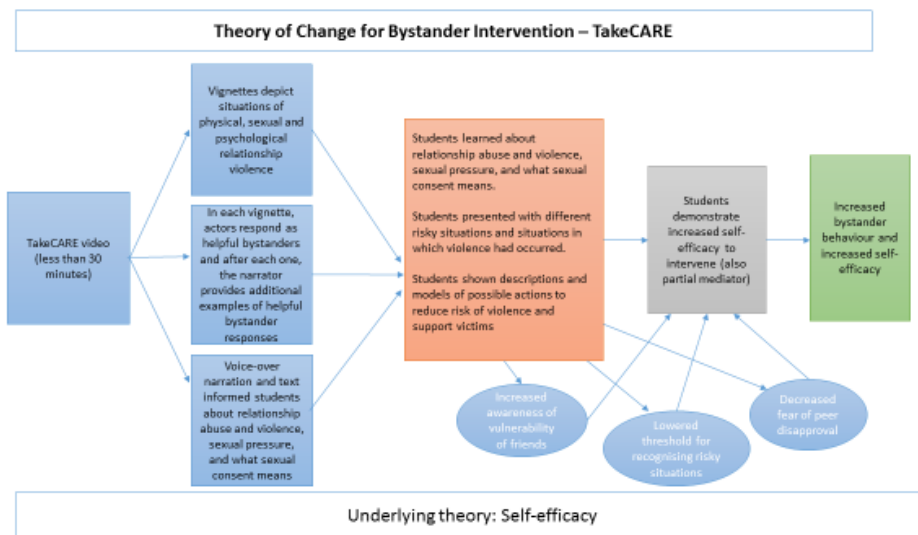 Theory of Change for Bystander Intervention – TakeCARE
Vignettes depict
situations of
physical, sexual and
psychological
relationship
violence
TakeCARE video
(less than 30
minutes)
In each vignette,
actors respond as
helpful bystanders
and after each one,
the narrator
provides additional
examples of helpful
bystander
responses
Voice-over
narration and text
informed students
about relationship
abuse and violence,
sexual pressure,
and what sexual
consent means
Students learned about
relationship abuse and violence,
sexual pressure, and what sexual
consent means.
Students presented with different
risky situations and situations in
which violence had occurred.
Students shown descriptions and
models of possible actions to
reduce risk of violence and
support victims
Students
demonstrate
increased self-
efficacy to
intervene (also
partial mediator)
Increased
bystander
behaviour and
increased self-
efficacy
Increased
awareness of
vulnerability
of friends
Lowered
threshold for
recognising risky
situations
Decreased
fear of peer
disapproval
Underlying theory: Self-efficacy